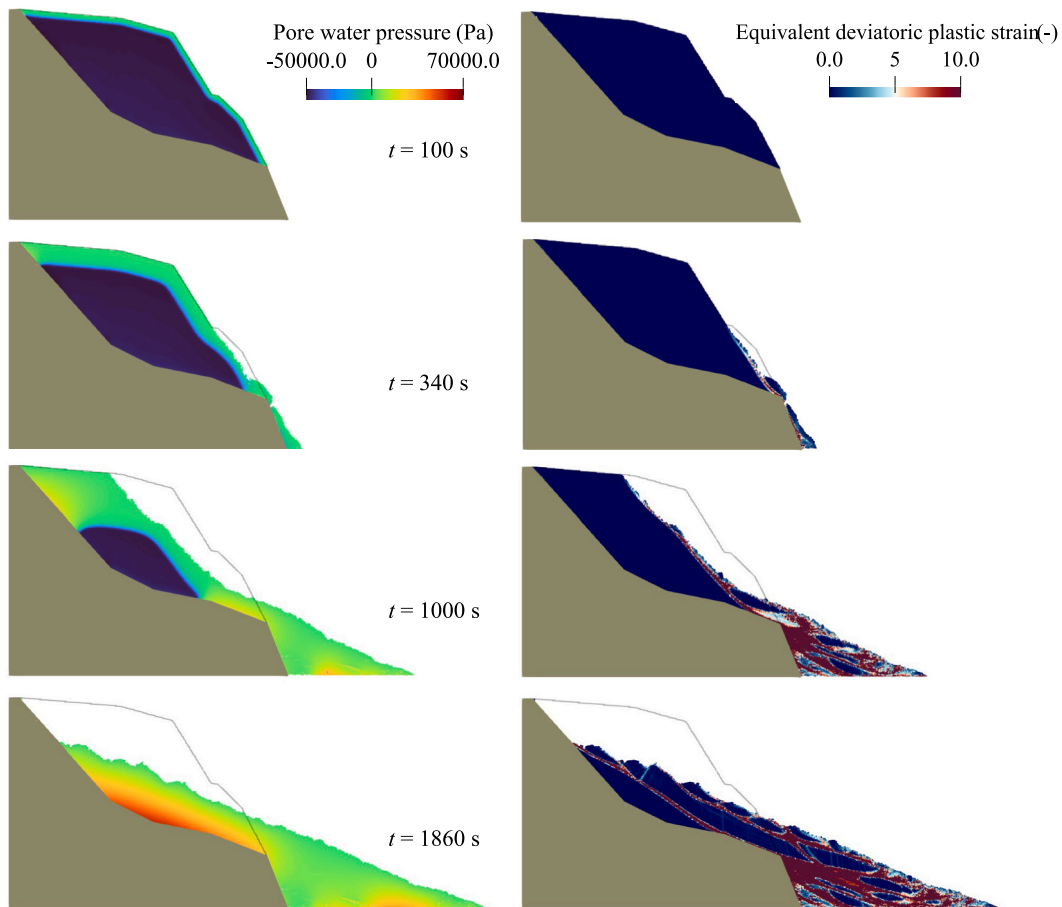 Pore water pressure (Pa)
-50000.0 0 70000.0
Equivalent deviatoric plastic strain(-)
0.0 5 10.0
t = 100 s
t = 340 s
t = 1000 s
t = 1860 s